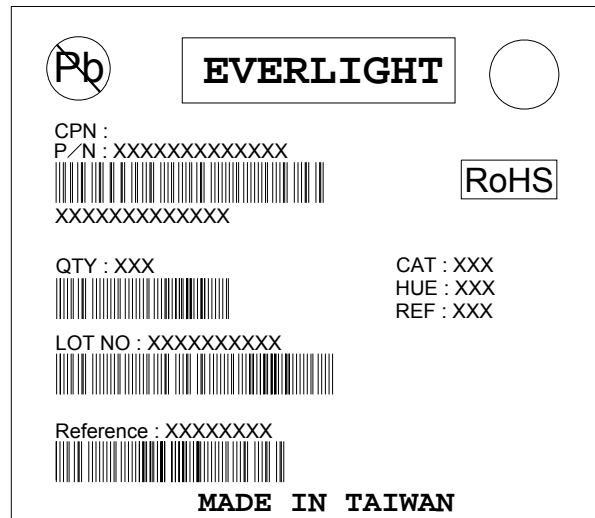 Pb
EVERLIGHT
CPN :
P/N : XXXXXXXXXXXXX
RoHS
XXXXXXXXXXXXX
QTY : XXX
CAT : XXX
HUE : XXX
REF : XXX
LOT NO : XXXXXXXXXX
Reference : XXXXXXXX
MADE IN TAIWAN